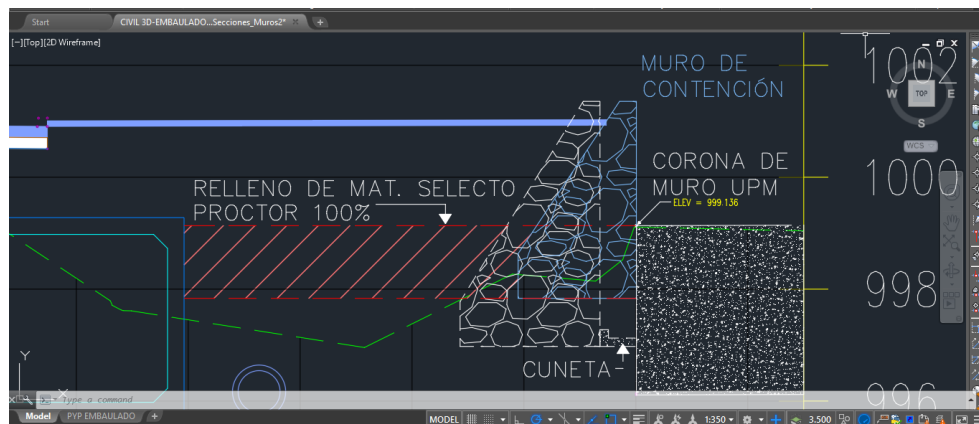 Start
CIVIL 3D-EMBAULADO...Secciones_Muros2*
[-][Top][2D Wireframe]
MURO DE
CONTENCIÓN
1002
N
W
TOP
E
S
WCS
CORONA DE
MURO UPM
ELEV = 999.136
1000
RELLENO DE MAT. SELECTO
PROCTOR 100%
998
CUNETA-
Y
X
996
Type a command
Model
PYP EMBAULADO
+
MODEL
1:350
3.500